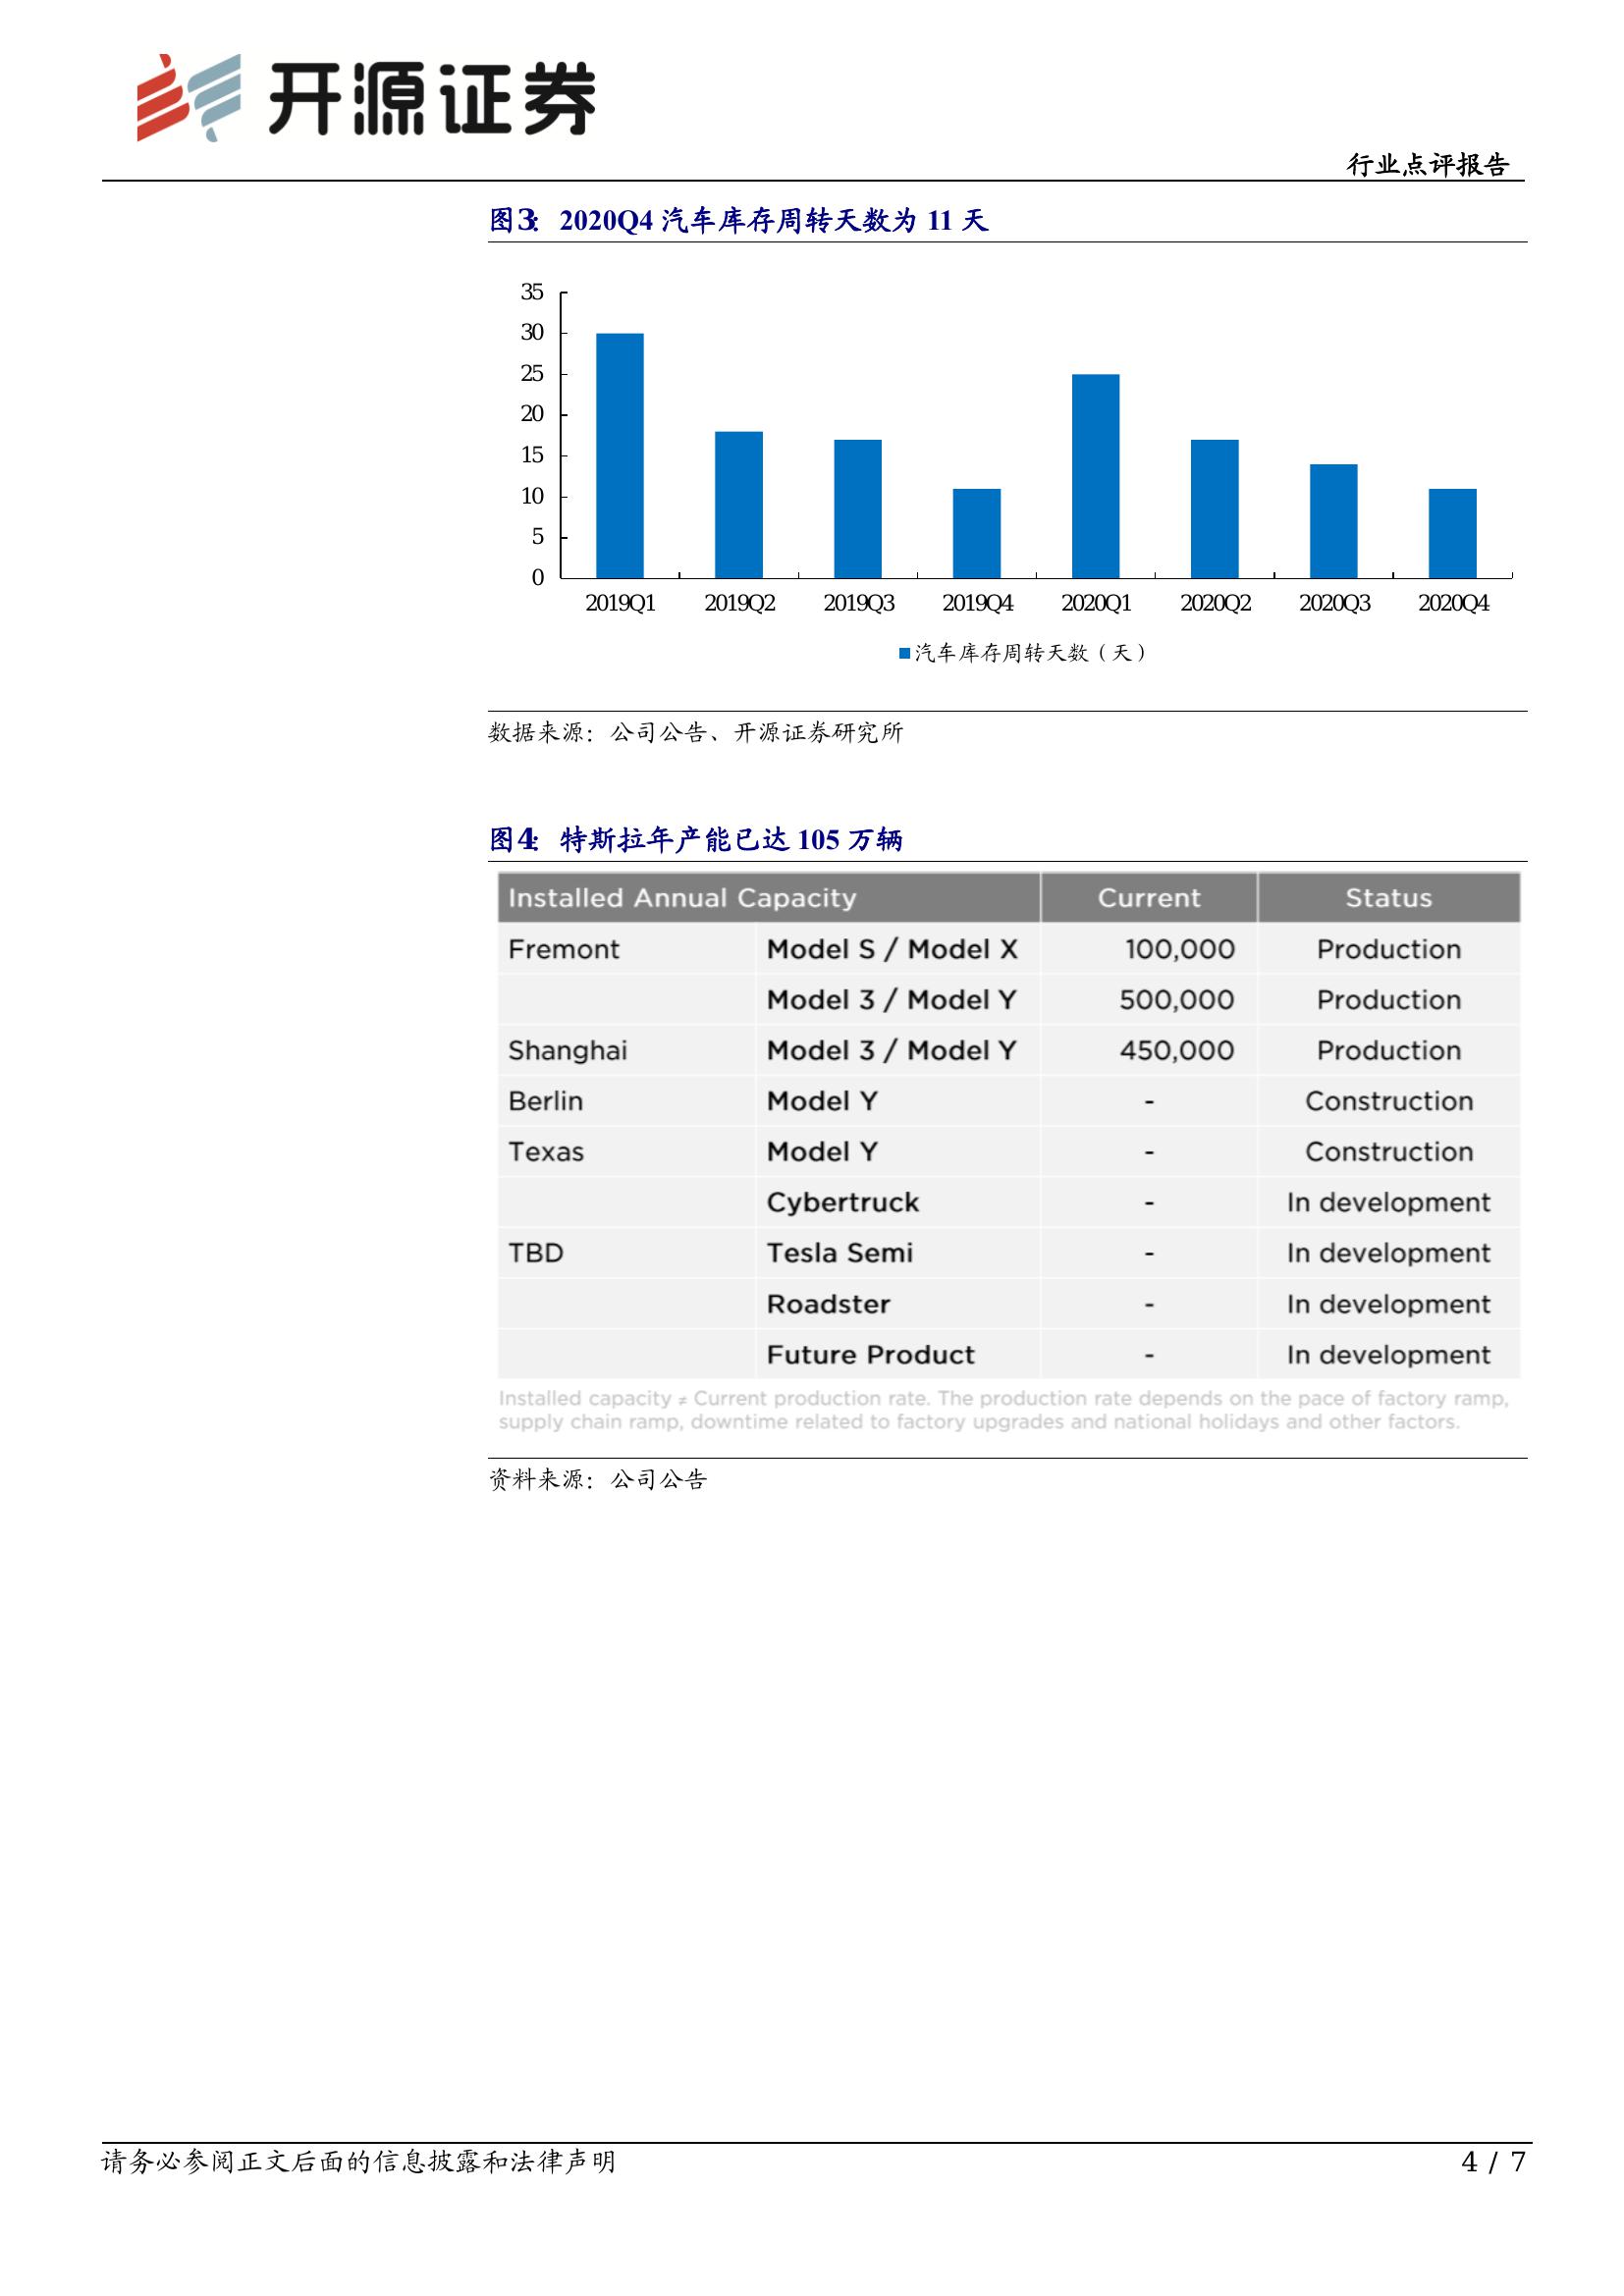 开源证券
行业点评报告
图3： 2020Q4 汽车库存周转天数为 11 天
35
30
25
20
15
10
5
0
2019Q1 2019Q2 2019Q3 2019Q4 2020Q1 2020Q2 2020Q3 2020Q4
汽车库存周转天数（天）
数据来源：公司公告、开源证券研究所
图4： 特斯拉年产能已达 105 万辆
Installed Annual Capacity Current Status
Fremont Model S / Model X 100,000 Production
Model 3 / Model Y 500,000 Production
Shanghai Model 3 / Model Y 450,000 Production
Berlin Model Y - Construction
Texas Model Y - Construction
Cybertruck - In development
TBD Tesla Semi - In development
Roadster - In development
Future Product - In development
Installed capacity ≠ Current production rate. The production rate depends on the pace of factory ramp,
supply chain ramp, downtime related to factory upgrades and national holidays and other factors.
资料来源：公司公告
请务必参阅正文后面的信息披露和法律声明 4 / 7